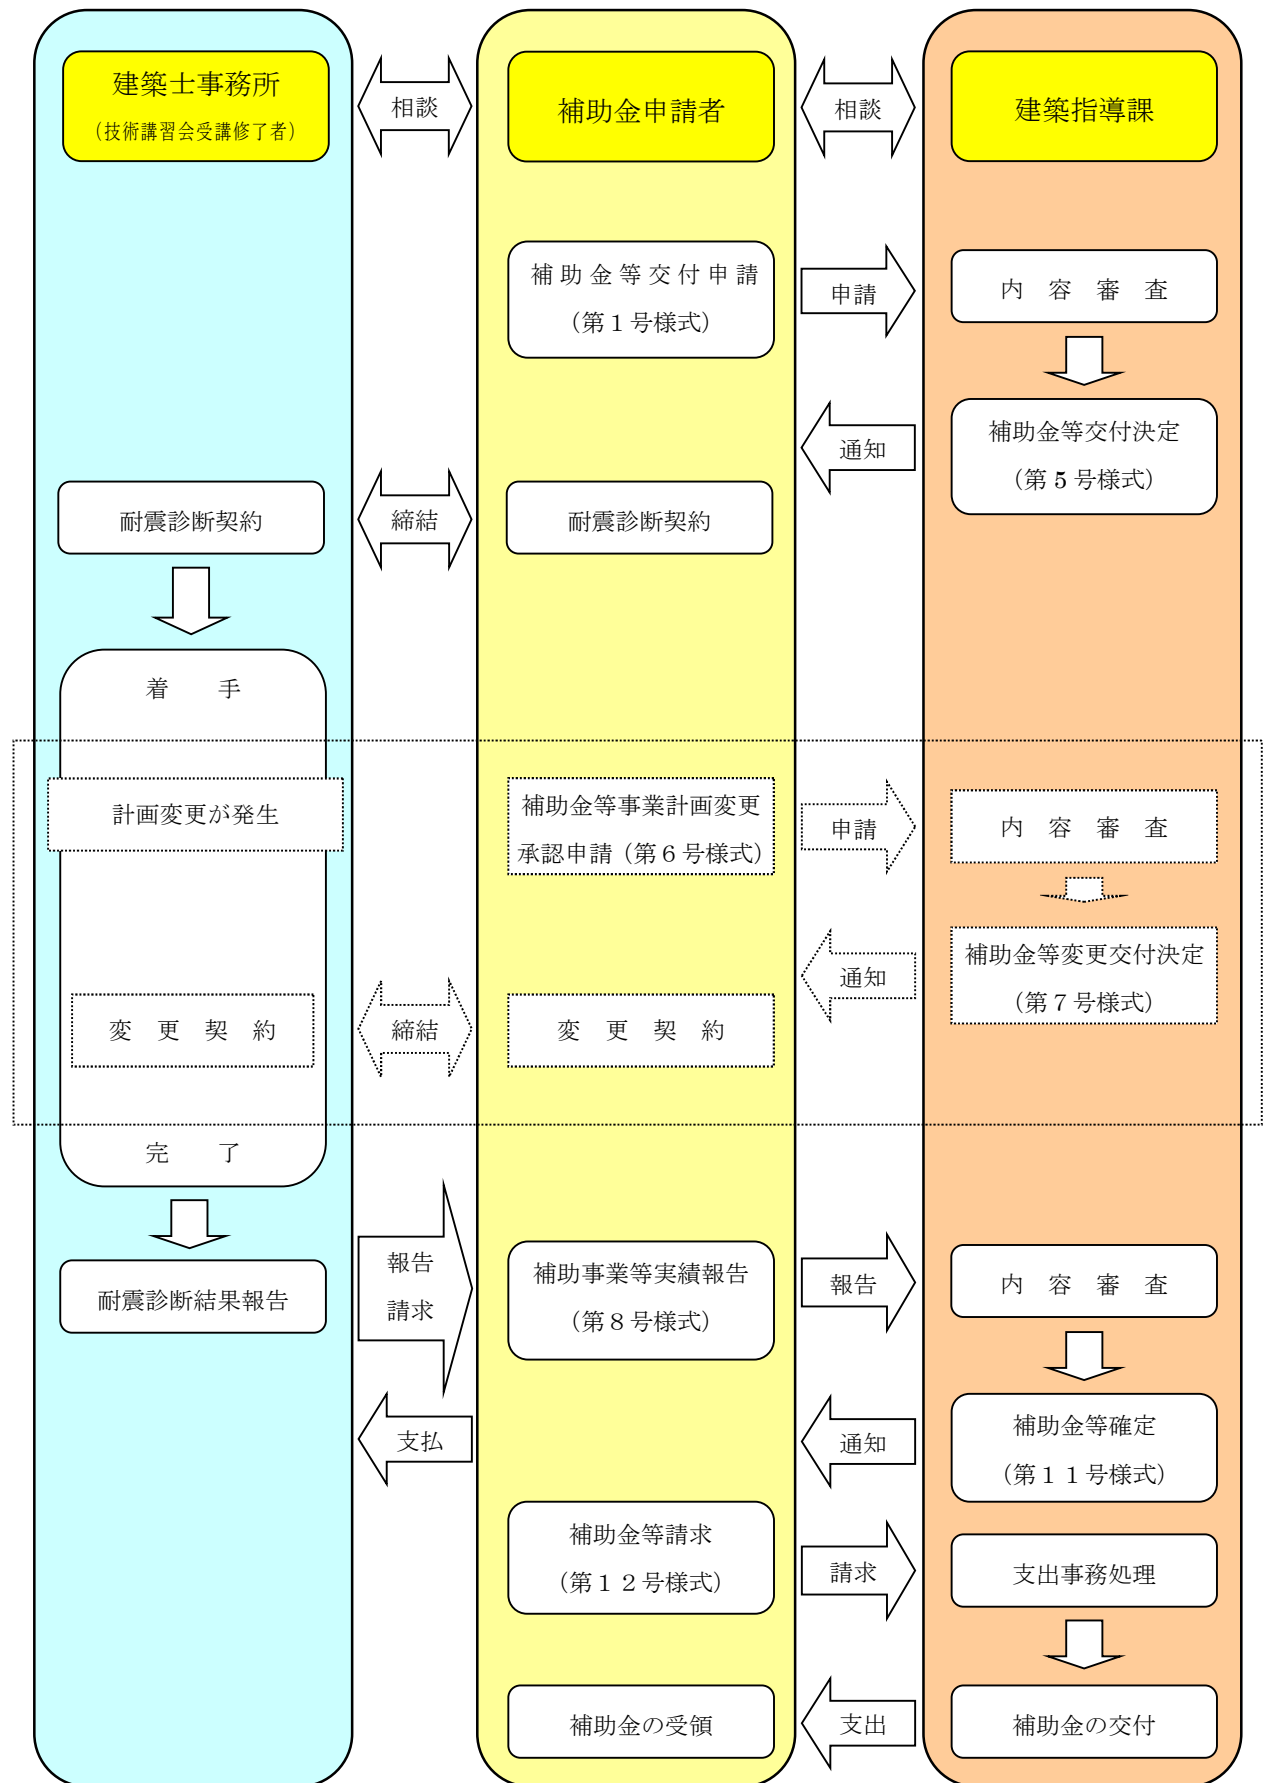 建築士事務所
（技術講習会受講修了者）
相談
補助金申請者
相談
建築指導課
補助金等交付申請
（第１号様式）
申請
内　容　審　査
通知
補助金等交付決定
（第５号様式）
耐震診断契約
締結
耐震診断契約
着　　手
計画変更が発生
補助金等事業計画変更
承認申請（第６号様式）
申請
内　容　審　査
通知
補助金等変更交付決定
（第７号様式）
変　更　契　約
締結
変　更　契　約
完　　了
耐震診断結果報告
報告
請求
補助事業等実績報告
（第８号様式）
報告
内　容　審　査
支払
通知
補助金等確定
（第１１号様式）
補助金等請求
（第１２号様式）
請求
支出事務処理
補助金の受領
支出
補助金の交付